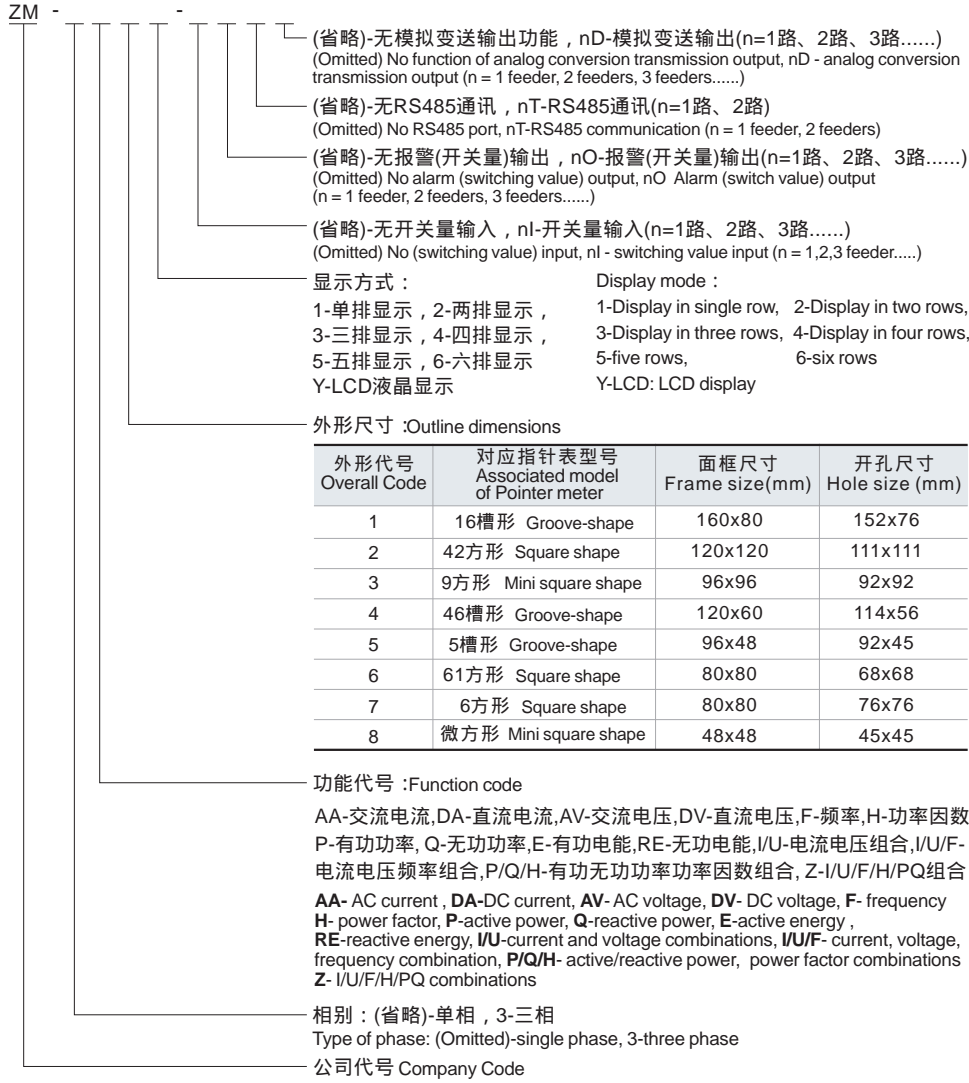 ZM - -
(省略)-无模拟变送输出功能，nD-模拟变送输出(n=1路、2路、3路......)
(Omitted) No function of analog conversion transmission output, nD - analog conversion
transmission output (n = 1 feeder, 2 feeders, 3 feeders......)
(省略)-无RS485通讯，nT-RS485通讯(n=1路、2路)
(Omitted) No RS485 port, nT-RS485 communication (n = 1 feeder, 2 feeders)
(省略)-无报警(开关量)输出，nO-报警(开关量)输出(n=1路、2路、3路......)
(Omitted) No alarm (switching value) output, nO Alarm (switch value) output
(n = 1 feeder, 2 feeders, 3 feeders......)
(省略)-无开关量输入，nI-开关量输入(n=1路、2路、3路......)
(Omitted) No (switching value) input, nI - switching value input (n = 1,2,3 feeder.....)
显示方式： Display mode：
1-单排显示，2-两排显示， 1-Display in single row, 2-Display in two rows,
3-三排显示，4-四排显示， 3-Display in three rows, 4-Display in four rows,
5-五排显示，6-六排显示 5-five rows, 6-six rows
Y-LCD液晶显示 Y-LCD: LCD display
外形尺寸 :Outline dimensions
外形代号 对应指针表型号 面框尺寸 开孔尺寸
Overall Code Associated model of Pointer meter Frame size(mm) Hole size (mm)
1 16槽形 Groove-shape 160x80 152x76
2 42方形 Square shape 120x120 111x111
3 9方形 Mini square shape 96x96 92x92
4 46槽形 Groove-shape 120x60 114x56
5 5槽形 Groove-shape 96x48 92x45
6 61方形 Square shape 80x80 68x68
7 6方形 Square shape 80x80 76x76
8 微方形 Mini square shape 48x48 45x45
功能代号 :Function code
AA-交流电流,DA-直流电流,AV-交流电压,DV-直流电压,F-频率,H-功率因数
P-有功功率, Q-无功功率,E-有功电能,RE-无功电能,I/U-电流电压组合,I/U/F-
电流电压频率组合,P/Q/H-有功无功功率功率因数组合, Z-I/U/F/H/PQ组合
AA- AC current , DA-DC current, AV- AC voltage, DV- DC voltage, F- frequency
H- power factor, P-active power, Q-reactive power, E-active energy ,
RE-reactive energy, I/U-current and voltage combinations, I/U/F- current, voltage,
frequency combination, P/Q/H- active/reactive power, power factor combinations
Z- I/U/F/H/PQ combinations
相别：(省略)-单相，3-三相
Type of phase: (Omitted)-single phase, 3-three phase
公司代号 Company Code